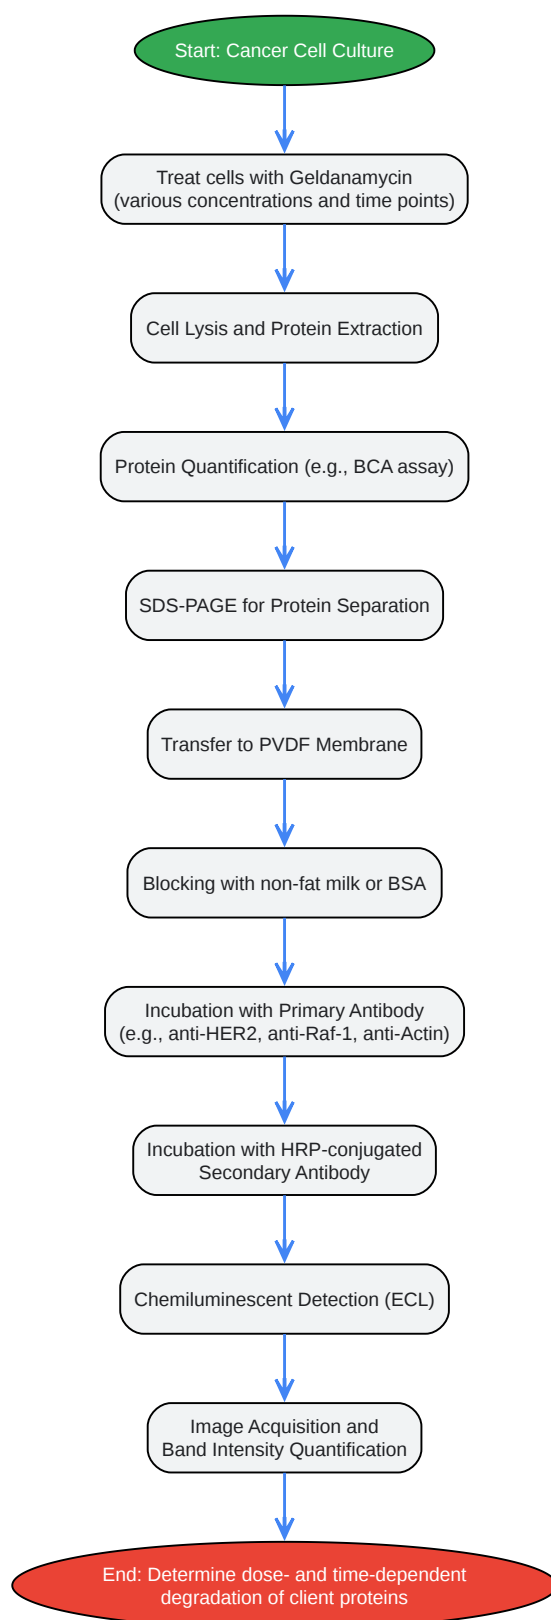 Start: Cancer Cell Culture
Treat cells with Geldanamycin
(various concentrations and time points)
Cell Lysis and Protein Extraction
Protein Quantification (e.g., BCA assay)
SDS-PAGE for Protein Separation
Transfer to PVDF Membrane
Blocking with non-fat milk or BSA
Incubation with Primary Antibody
(e.g., anti-HER2, anti-Raf-1, anti-Actin)
Incubation with HRP-conjugated
Secondary Antibody
Chemiluminescent Detection (ECL)
Image Acquisition and
Band Intensity Quantification
End: Determine dose- and time-dependent
degradation of client proteins